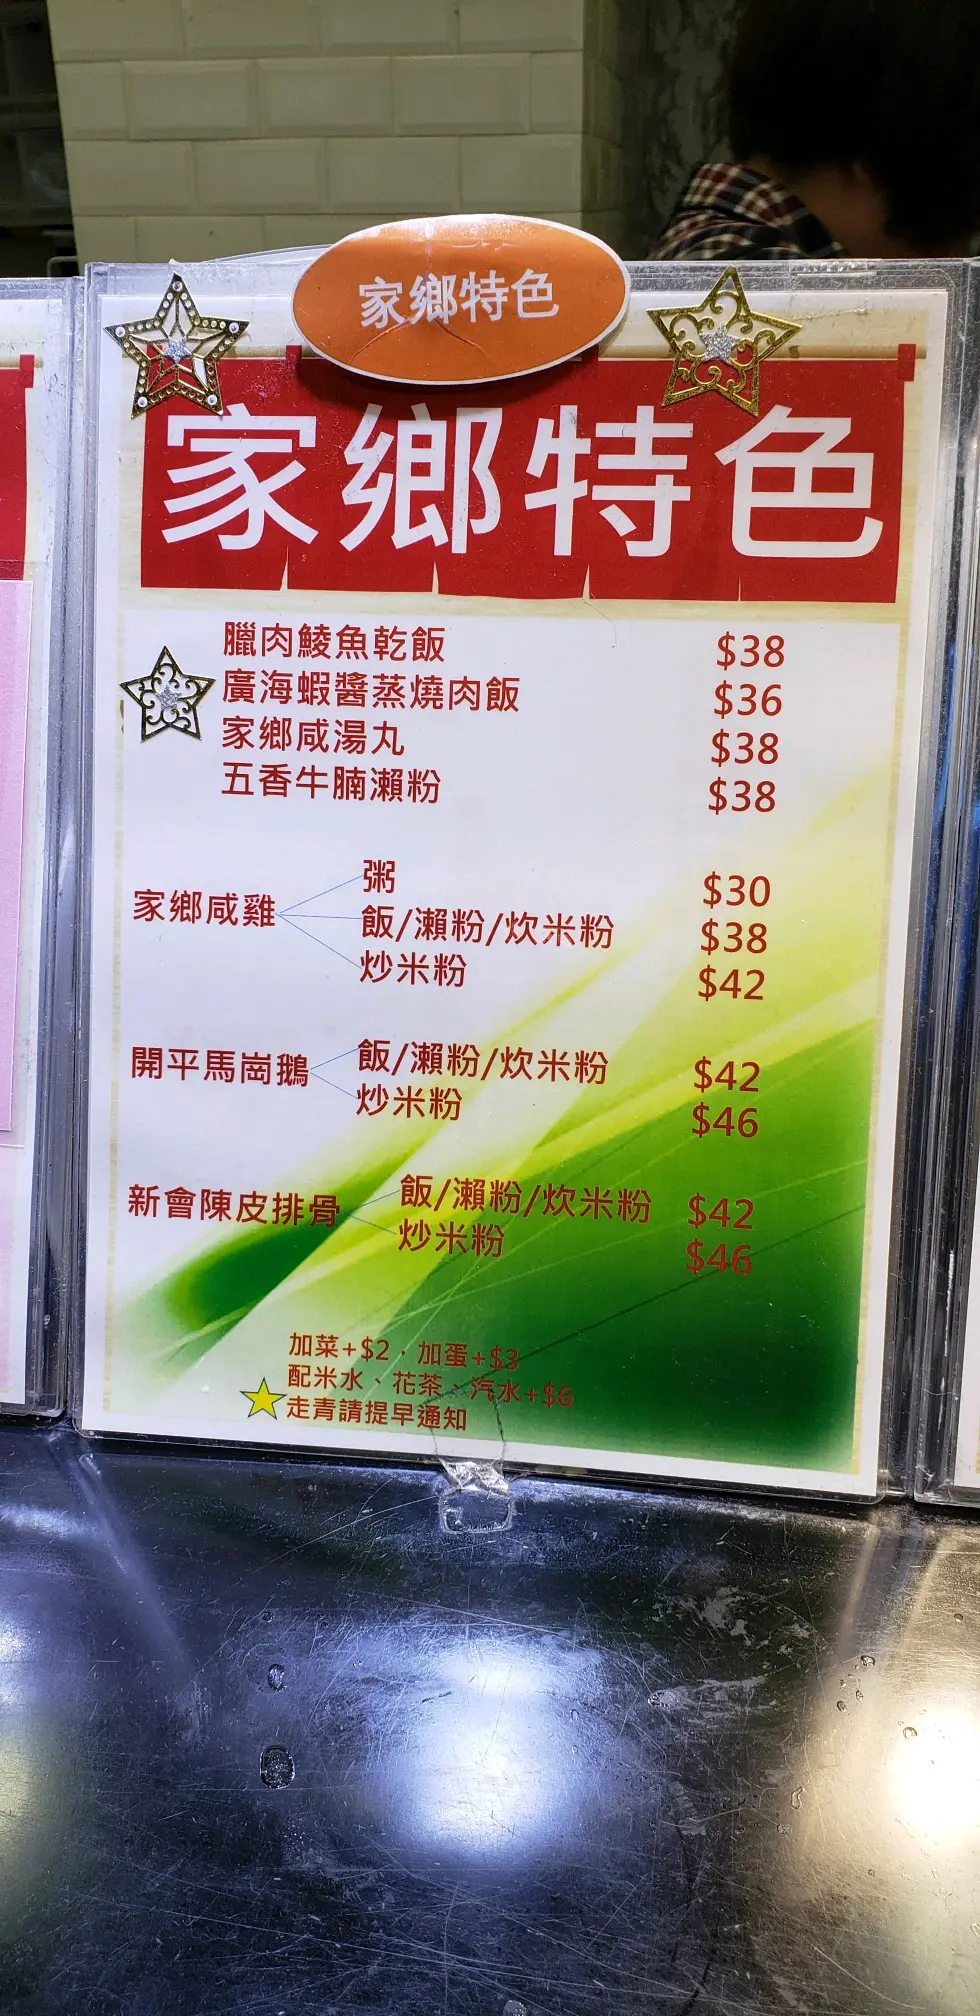 家鄉特色
家鄉特色
臘肉鯪魚乾飯 $38
廣海蝦醬蒸燒肉飯 $36
家鄉咸湯丸 $38
五香牛腩瀨粉 $38
家鄉咸雞
粥 $30
飯/瀨粉/炊米粉 $38
炒米粉 $42
開平馬崗鵝
飯/瀨粉/炊米粉 $42
炒米粉 $46
新會陳皮排骨
飯/瀨粉/炊米粉 $42
炒米粉 $46
加菜+$2，加蛋+$3
配米水、花茶、汽水+$6
走青請提早通知